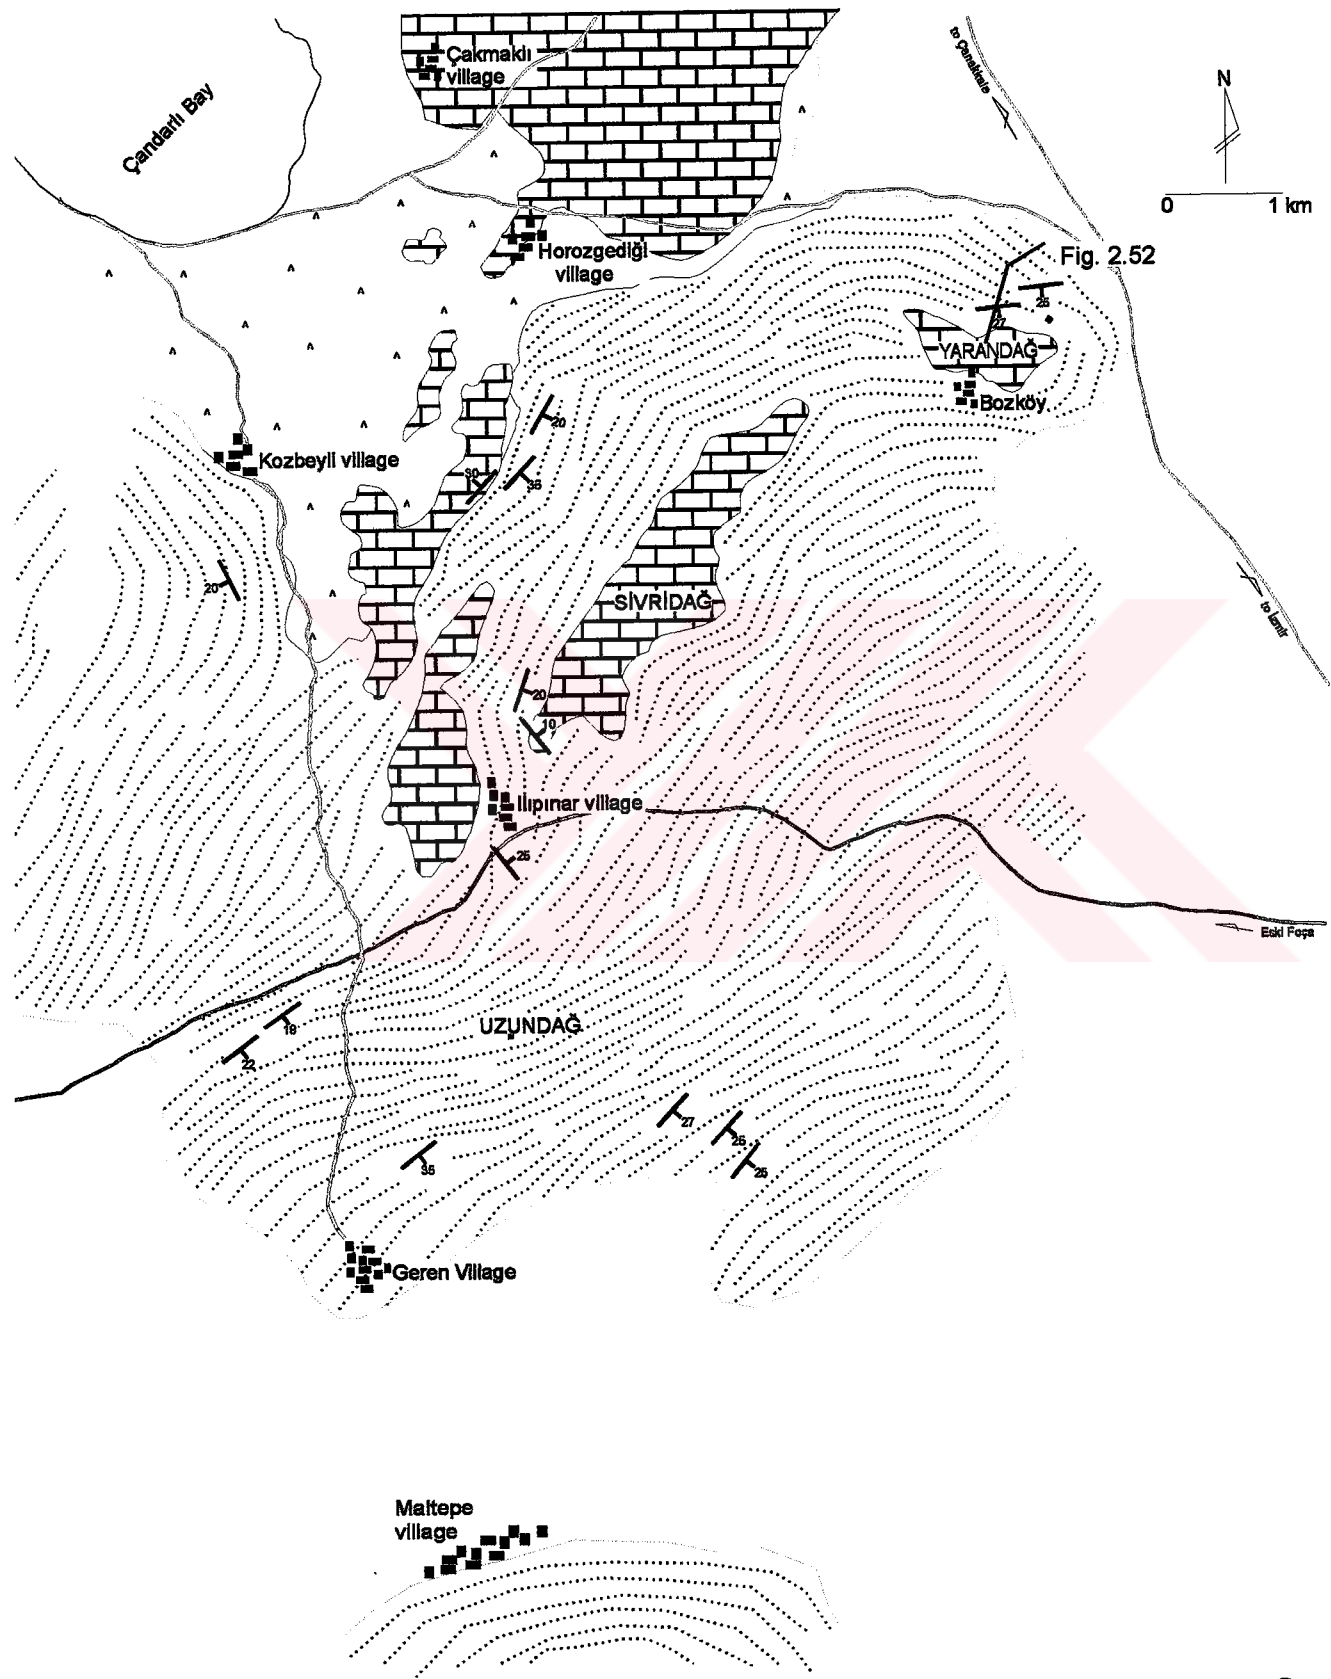 Çakmaklı
village
Çandarlı Bay
to Çanakkale
N
0 1 km
Horozgediği
village
Fig. 2.52
25
27
YARANDAĞ
Bozköy
20
Kozbeyli village
30
35
20
SİVRİDAĞ
to İzmir
20
10
Ilıpınar village
25
Eski Foça
19
UZUNDAĞ
22
27
25
35
25
Geren Village
Maltepe
village